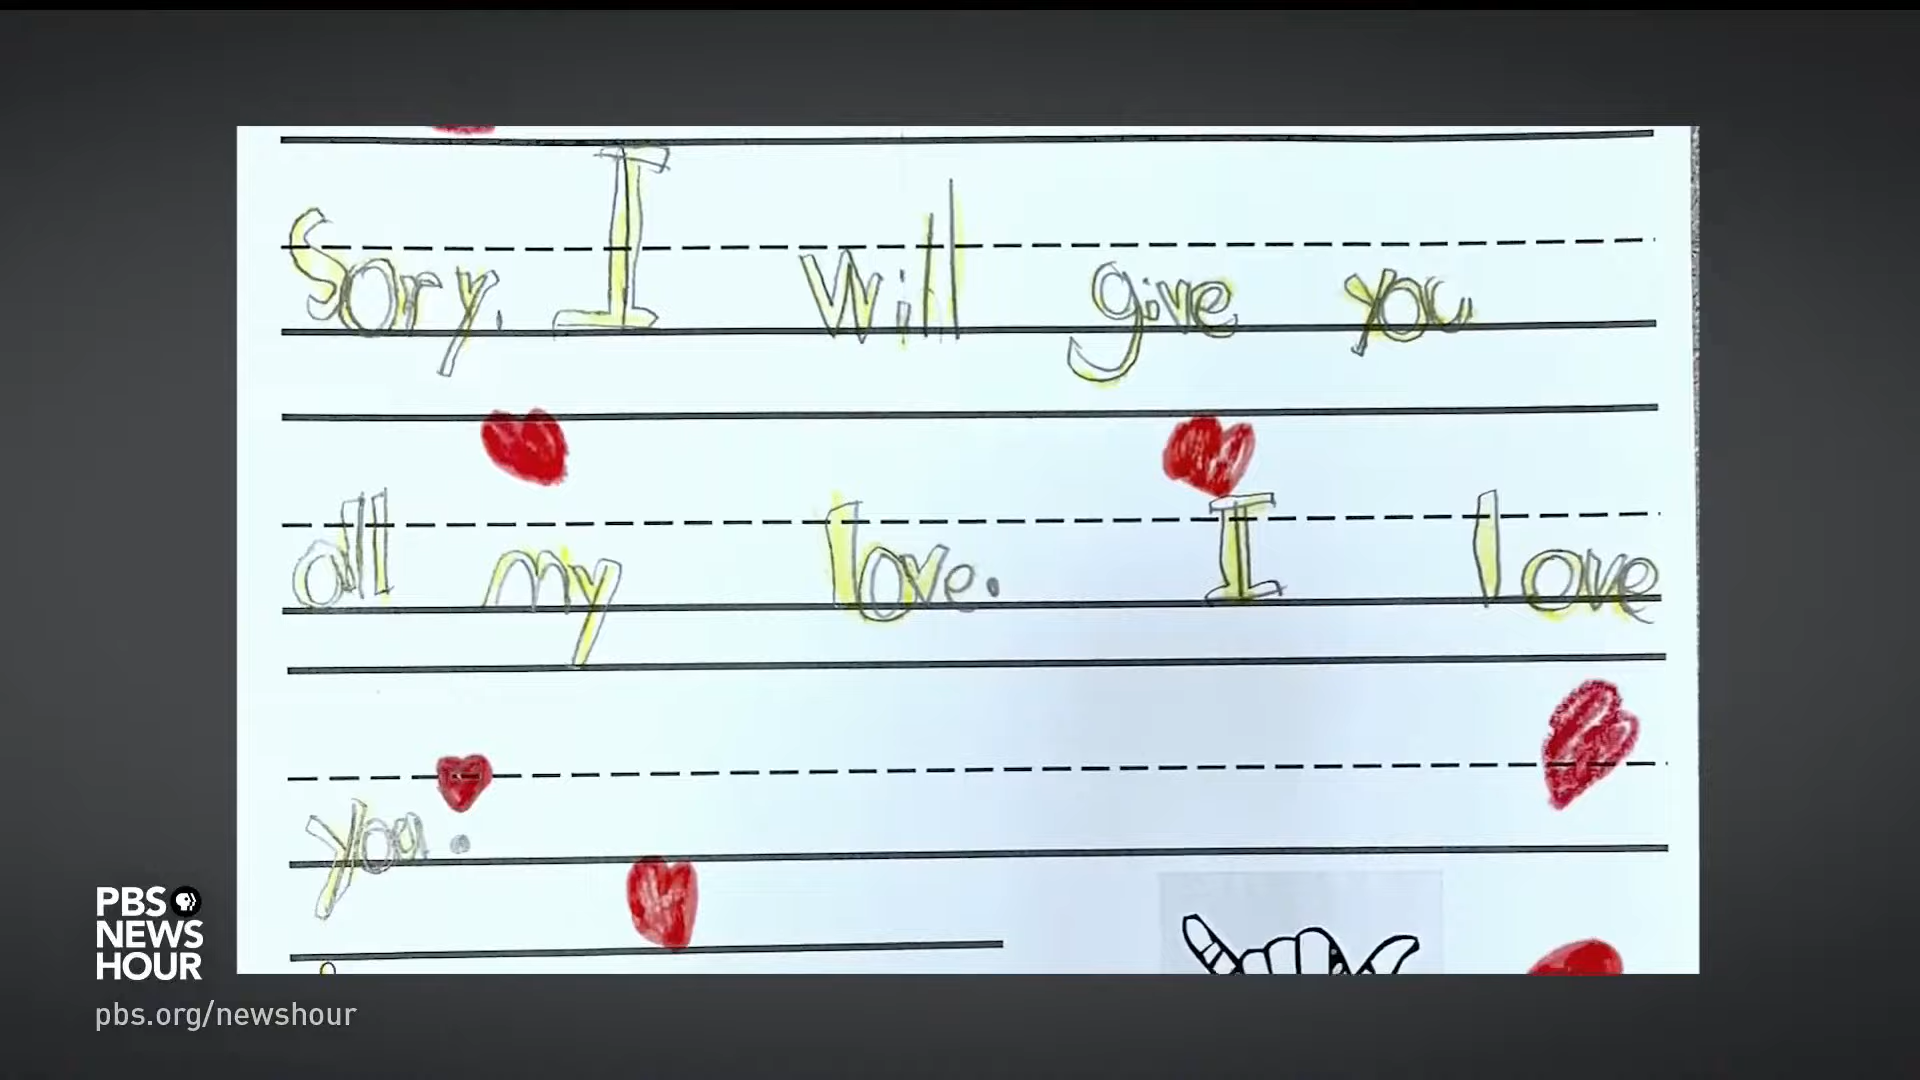 Sory. I will give you
all my love. I love
you.
PBS
NEWS
HOUR
pbs.org/newshour